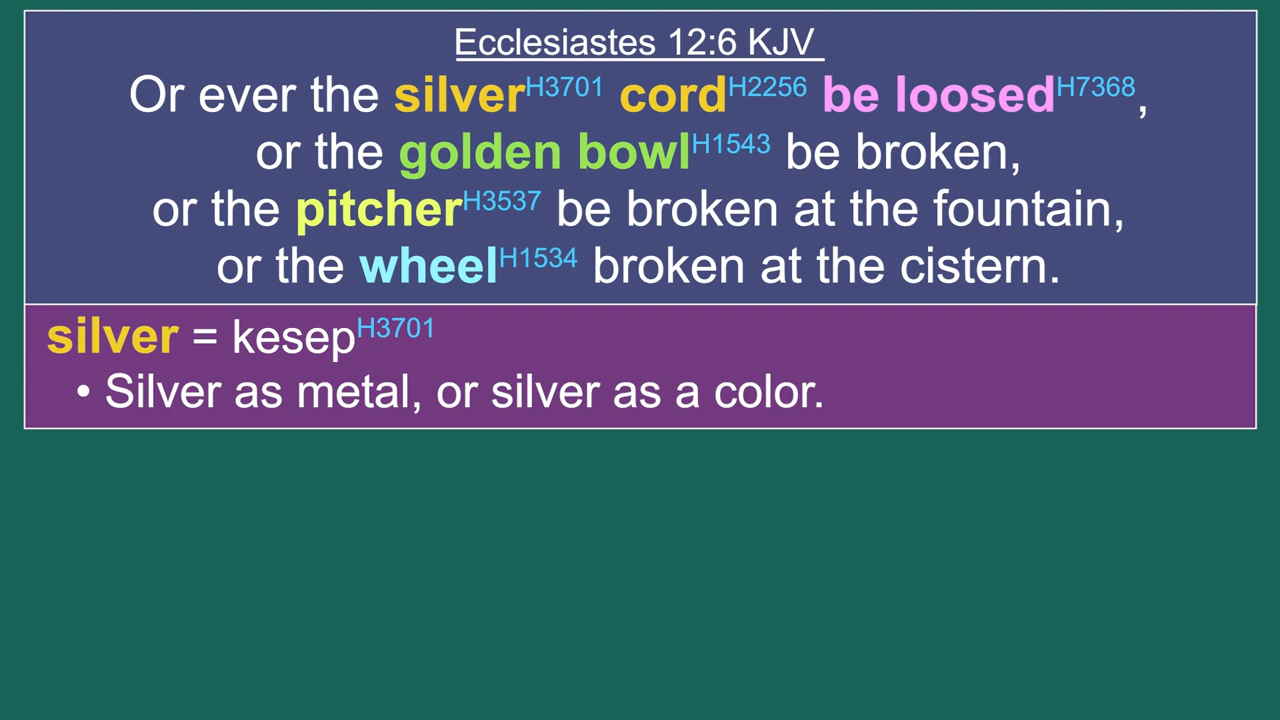 Ecclesiastes 12:6 KJV
Or ever the silverH3701 cordH2256 be loosedH7368,
or the golden bowlH1543 be broken,
or the pitcherH3537 be broken at the fountain,
or the wheelH1534 broken at the cistern.
silver = kesepH3701
• Silver as metal, or silver as a color.